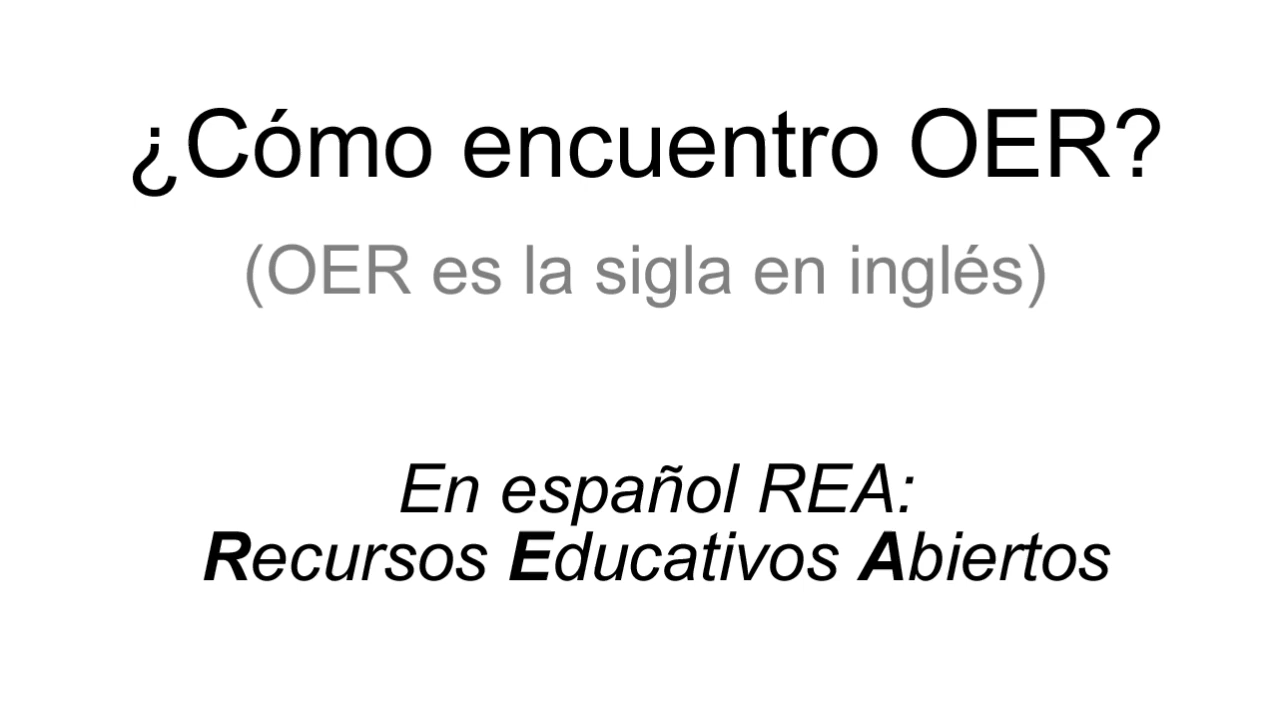 ¿Cómo encuentro OER?
(OER es la sigla en inglés)
En español REA:
Recursos Educativos Abiertos